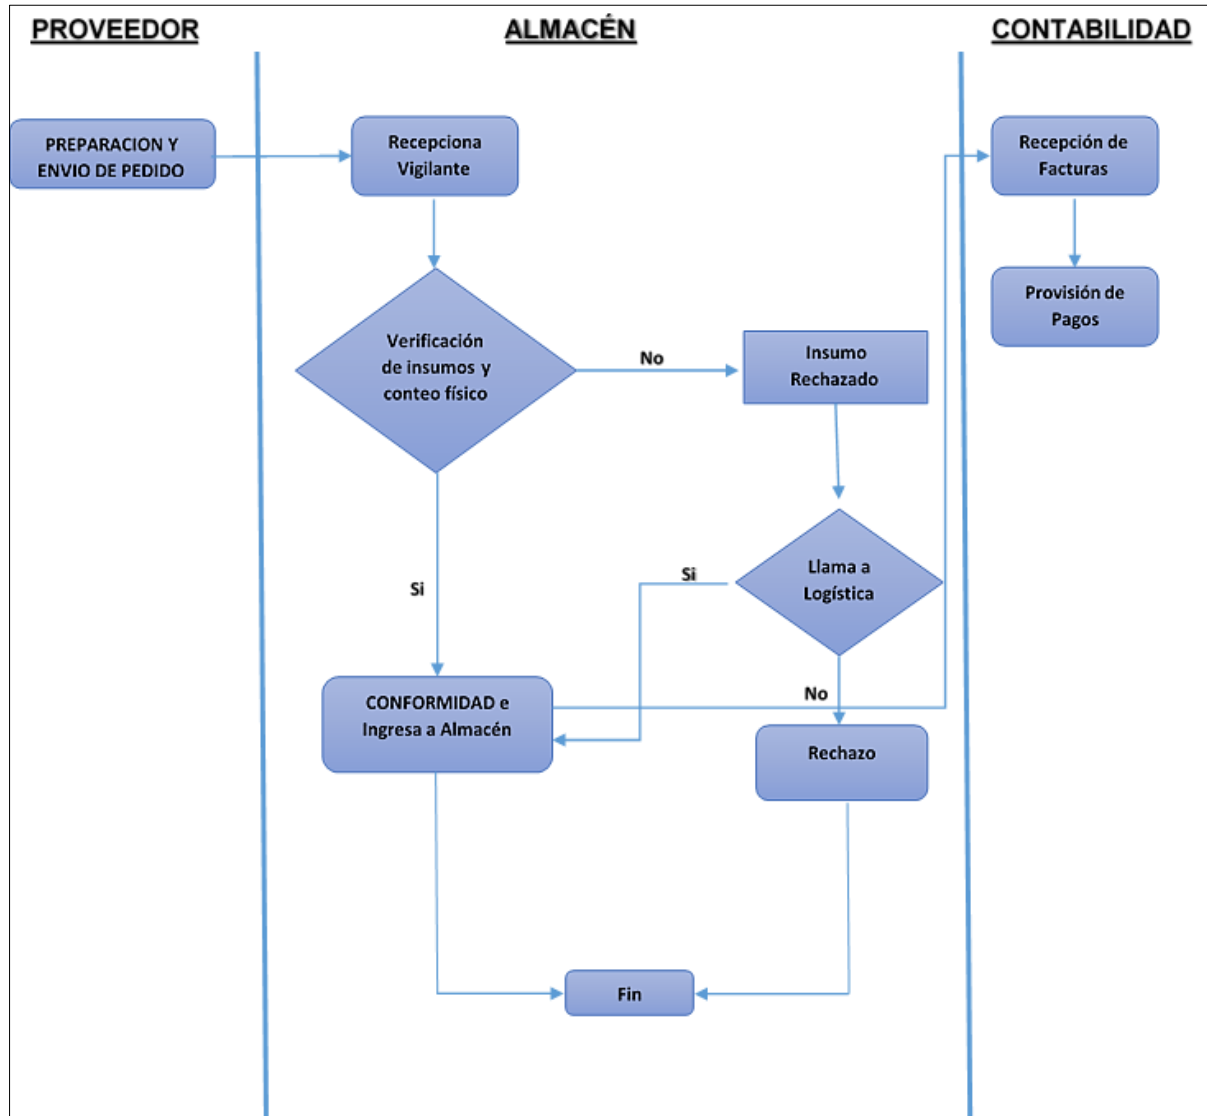 PROVEEDOR
ALMACÉN
CONTABILIDAD
PREPARACION Y
ENVIO DE PEDIDO
Recepciona
Vigilante
Recepción de
Facturas
Provisión de
Pagos
Verificación
de insumos y
conteo físico
No
Insumo
Rechazado
Llama a
Logística
Si
Si
CONFORMIDAD e
Ingresa a Almacén
No
Rechazo
Fin